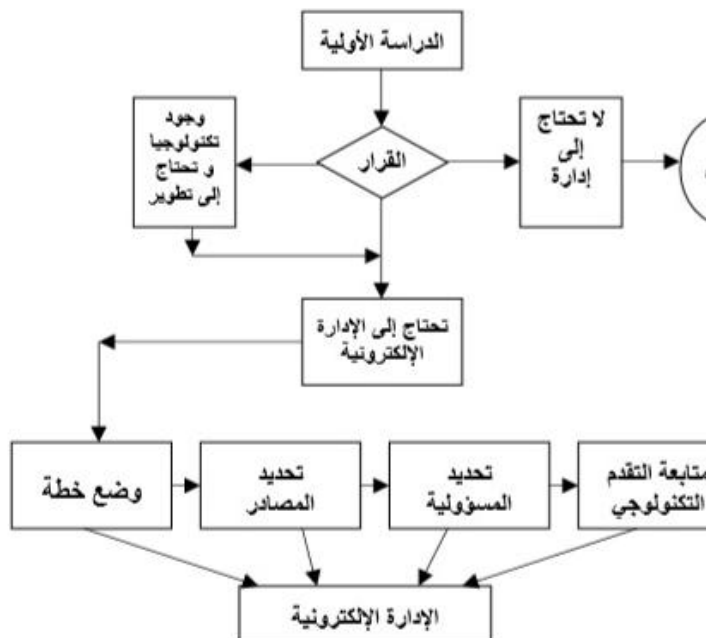 الدراسة الأولية
وجود
تكنولوجيا
و تحتاج
إلى تطوير
القرار
لا تحتاج
إلى
إدارة
تحتاج إلى الإدارة
الإلكترونية
وضع خطة
تحديد
المصادر
تحديد
المسؤولية
متابعة التقدم
التكنولوجي
الإدارة الإلكترونية